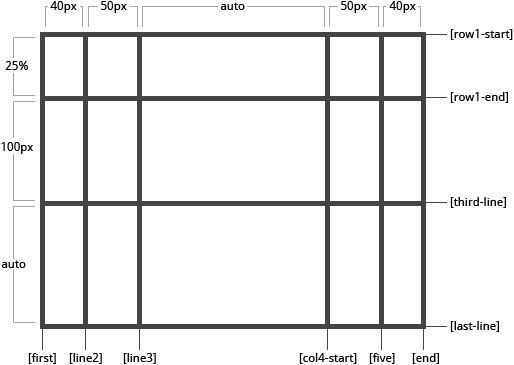 40px 50px auto 50px 40px
[row1-start]
25%
[row1-end]
100px
[third-line]
auto
[last-line]
[first] [line2] [line3] [col4-start] [five] [end]